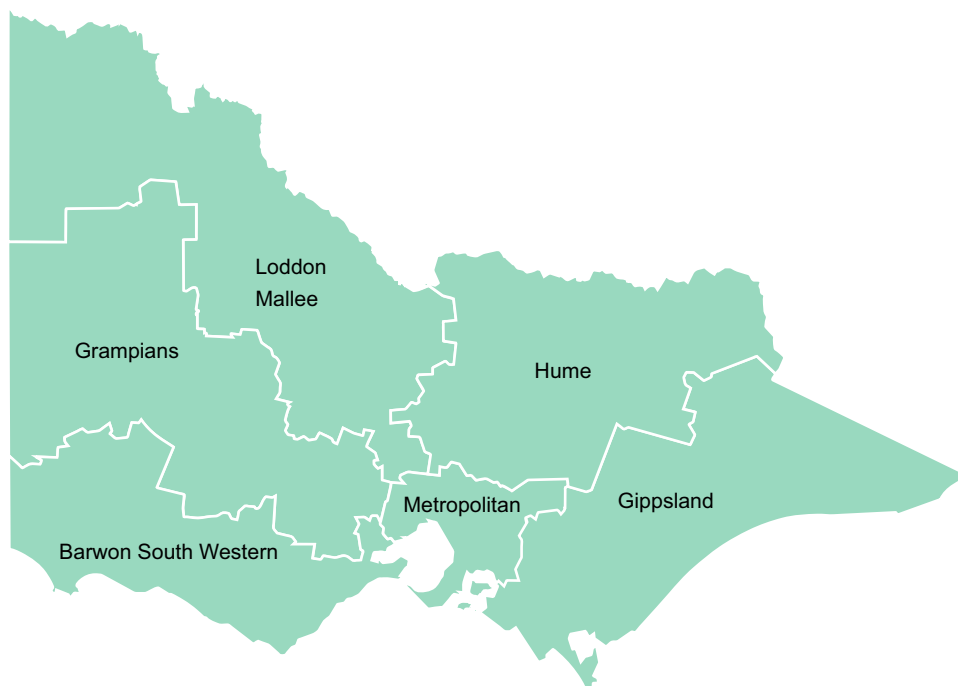 Loddon
Mallee
Grampians
Hume
Gippsland
Metropolitan
Barwon South Western